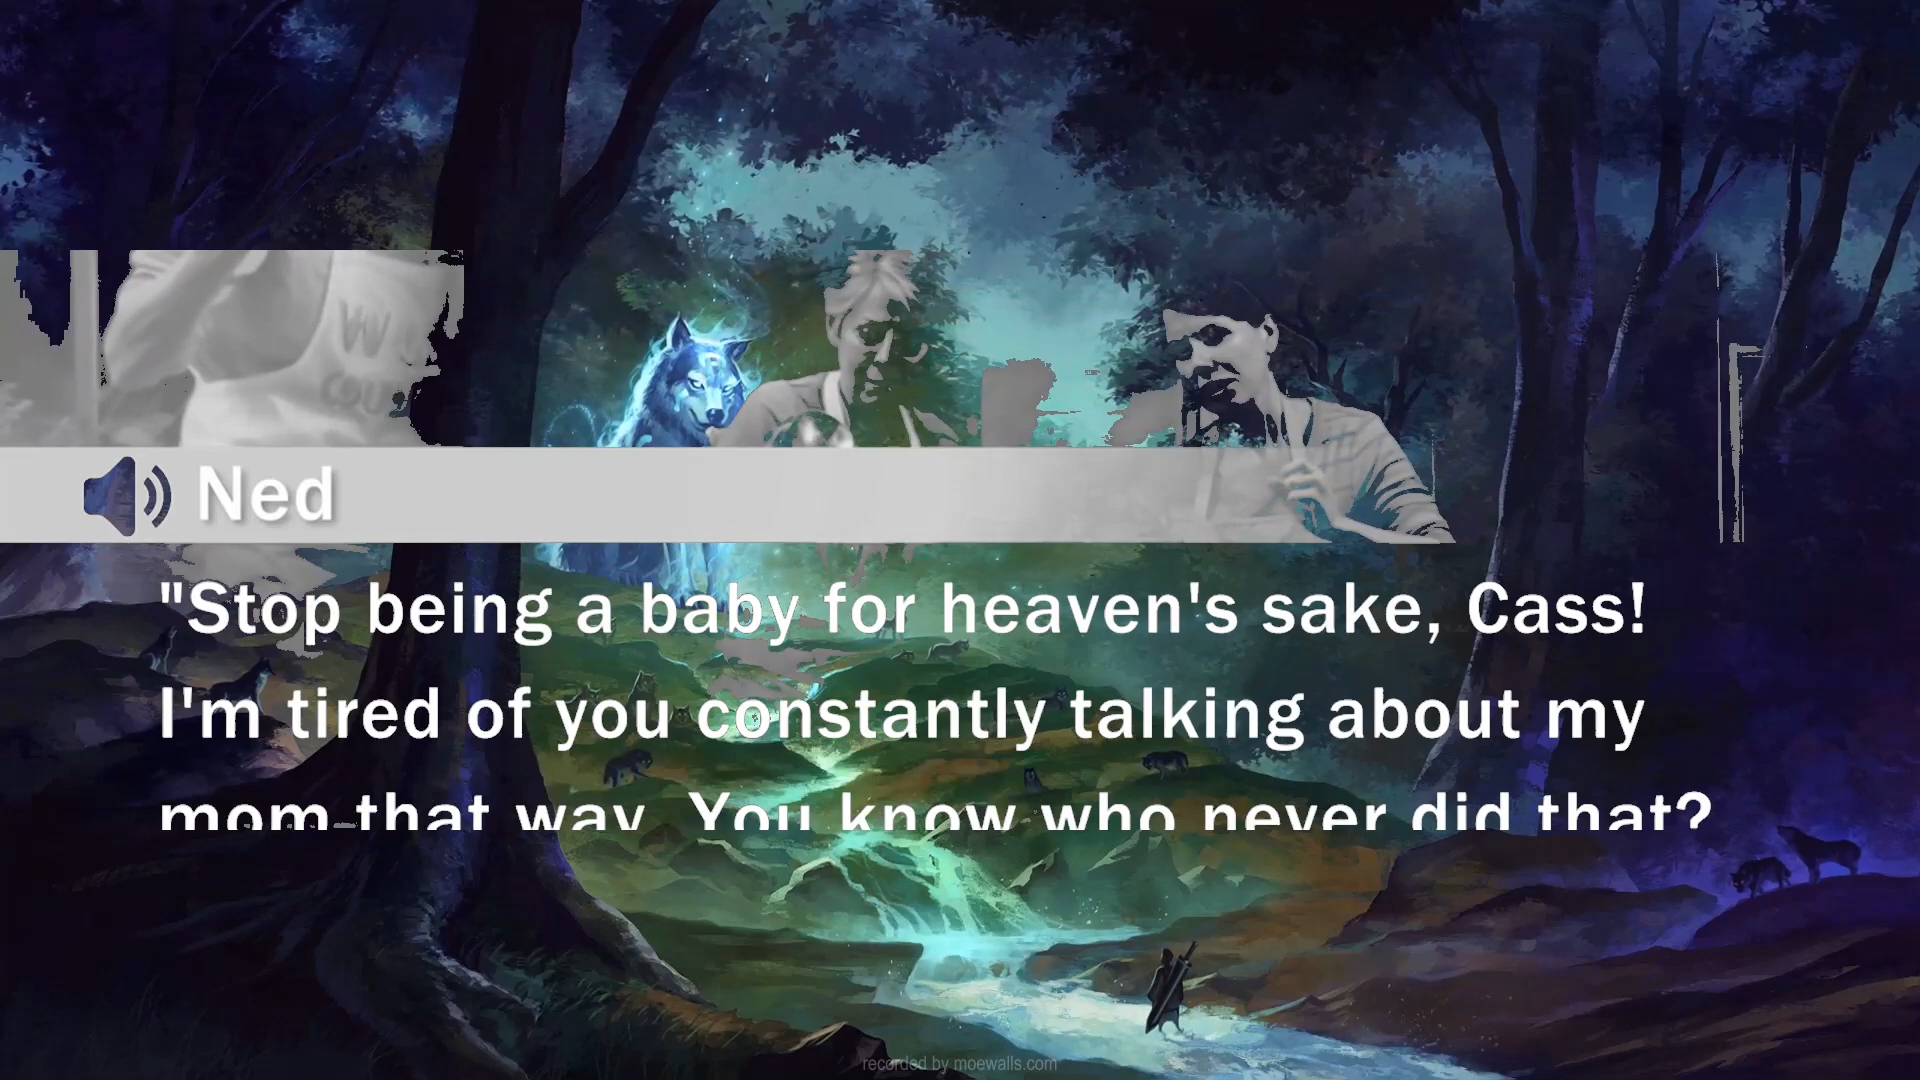 W
COU
Ned
"Stop being a baby for heaven's sake, Cass!
I'm tired of you constantly talking about my
mom that way. You know who never did that?
recorded by moewalls.com